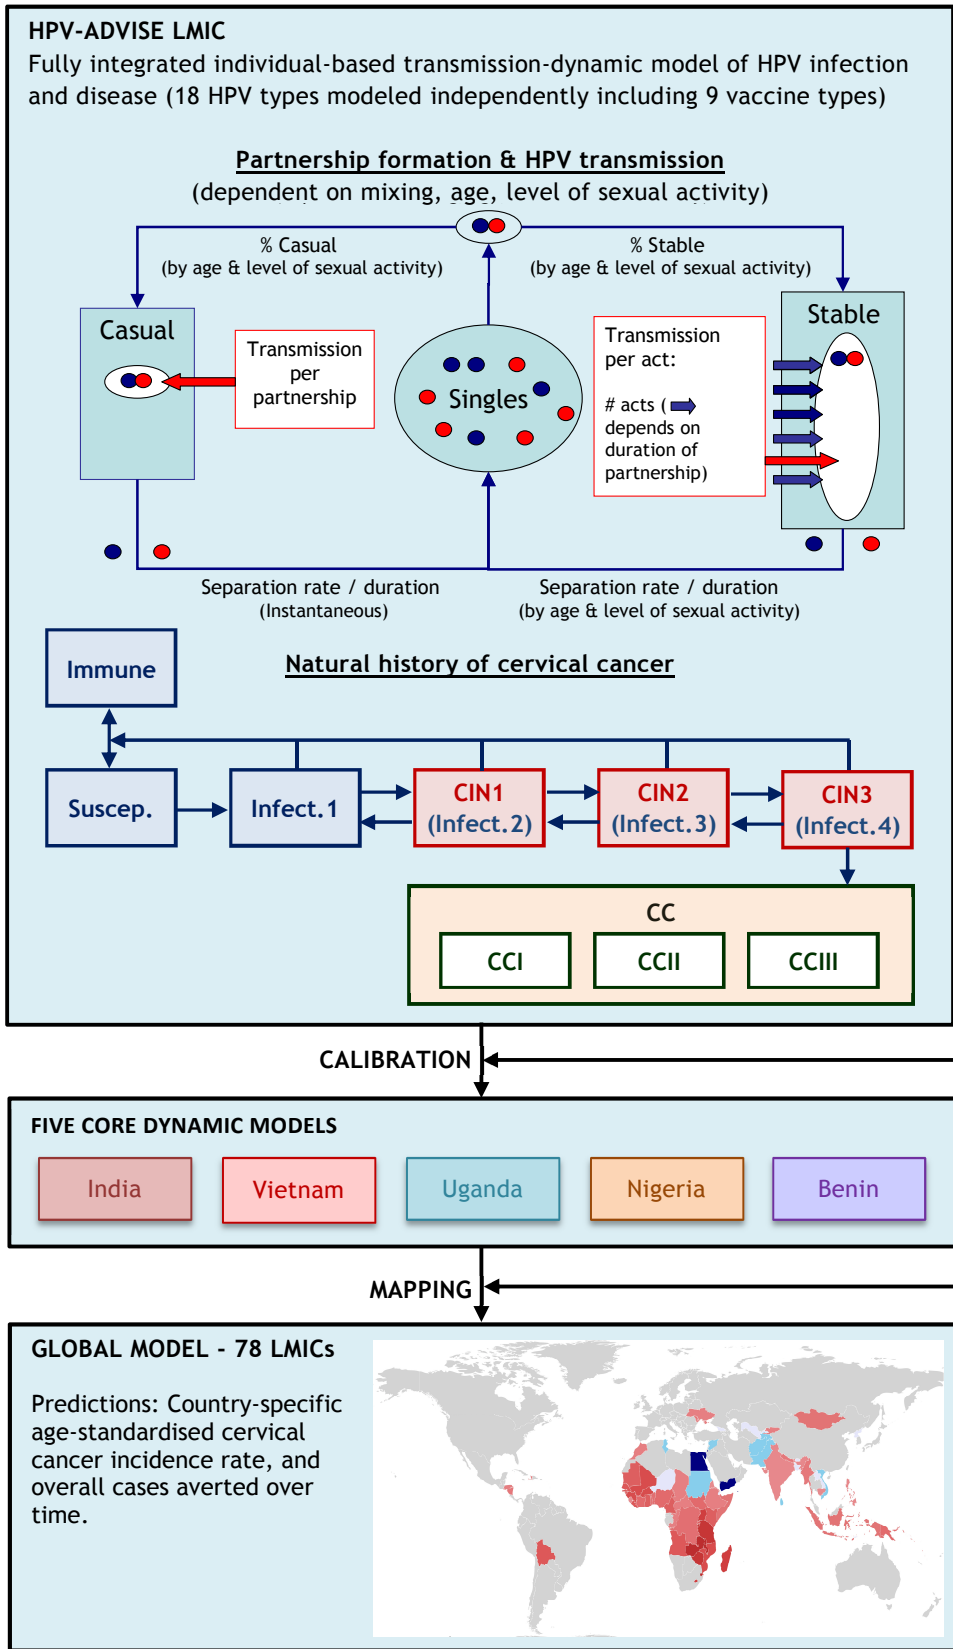 HPV-ADVISE LMIC
Fully integrated individual-based transmission-dynamic model of HPV infection
and disease (18 HPV types modeled independently including 9 vaccine types)
Partnership formation & HPV transmission
(dependent on mixing, age, level of sexual activity)
% Casual
(by age & level of sexual activity)
% Stable
(by age & level of sexual activity)
Casual
Transmission
per
partnership
Singles
Transmission
per act:
# acts (
depends on
duration of
partnership)
Stable
Separation rate / duration
(Instantaneous)
Separation rate / duration
(by age & level of sexual activity)
Natural history of cervical cancer
Immune
Suscep.
Infect.1
CIN1
(Infect.2)
CIN2
(Infect.3)
CIN3
(Infect.4)
CC
CCI
CCII
CCIII
CALIBRATION
FIVE CORE DYNAMIC MODELS
India
Vietnam
Uganda
Nigeria
Benin
MAPPING
GLOBAL MODEL - 78 LMICs
Predictions: Country-specific
age-standardised cervical
cancer incidence rate, and
overall cases averted over
time.